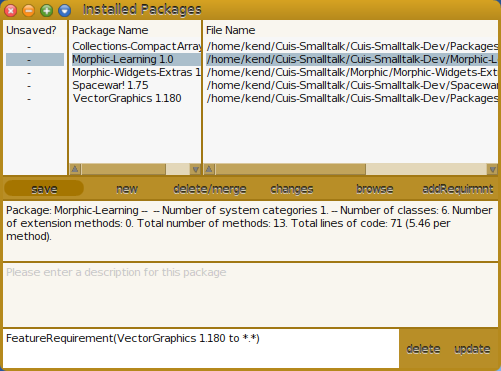 Installed Packages
Unsaved? Package Name File Name
- Collections-CompactArray /home/kend/Cuis-Smalltalk/Cuis-Smalltalk-Dev/Packages
- Morphic-Learning 1.0 /home/kend/Cuis-Smalltalk/Cuis-Smalltalk-Dev/Morphic-L
- Morphic-Widgets-Extras 1 /home/kend/Cuis-Smalltalk/Morphic/Morphic-Widgets-Ext
- Spacewar! 1.75 /home/kend/Cuis-Smalltalk/Cuis-Smalltalk-Dev/Spacewar
- VectorGraphics 1.180 /home/kend/Cuis-Smalltalk/Cuis-Smalltalk-Dev/Packages
save new delete/merge changes browse addRequirmnt
Package: Morphic-Learning -- -- Number of system categories 1. -- Number of classes: 6. Number
of extension methods: 0. Total number of methods: 13. Total lines of code: 71 (5.46 per
method).
Please enter a description for this package
FeatureRequirement(VectorGraphics 1.180 to *.*)
delete update